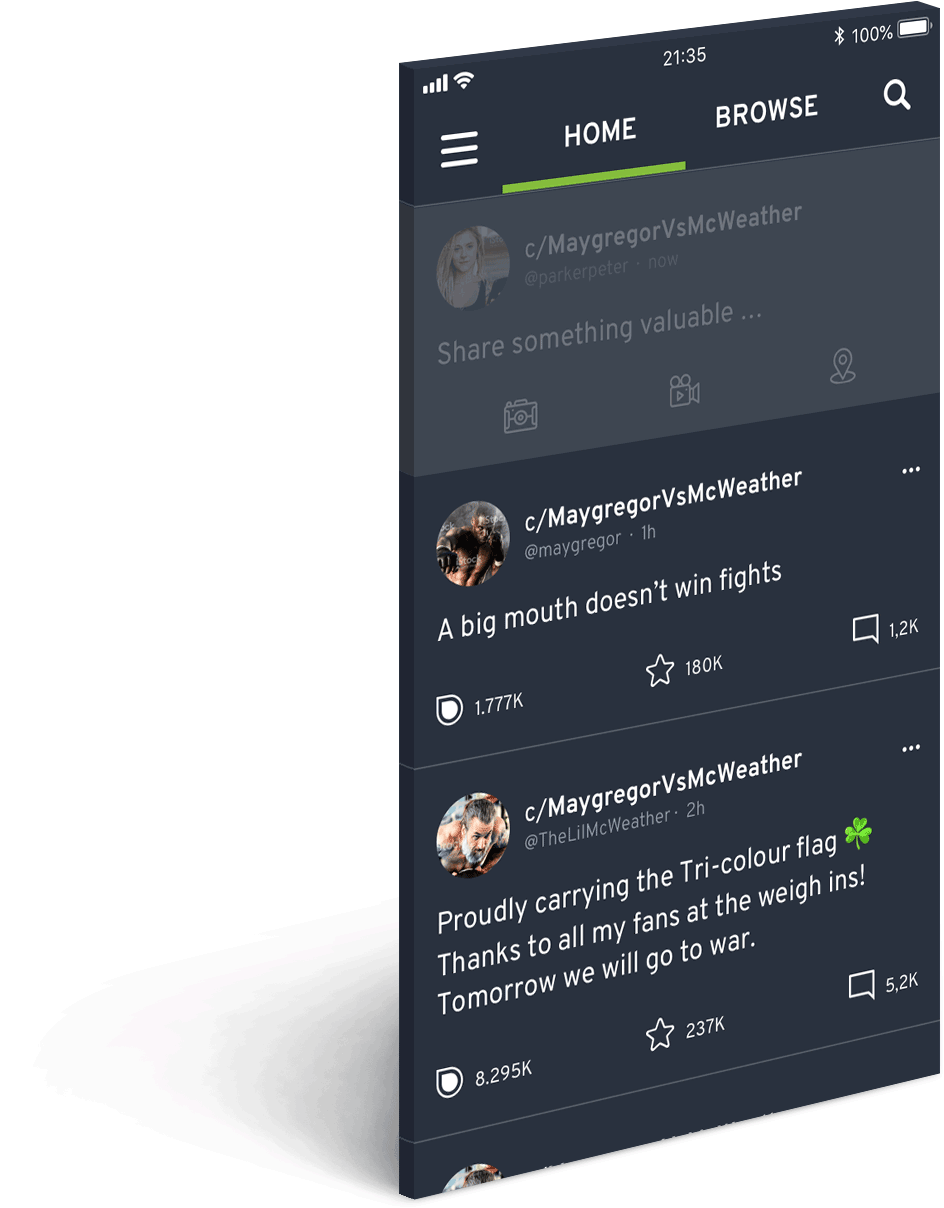 21:35
100%
HOME
BROWSE
c/MaygregorVsMcWeather
@parkerpeter · now
Share something valuable ...
c/MaygregorVsMcWeather
@maygregor · 1h
A big mouth doesn’t win fights
1.777K
180K
1,2K
c/MaygregorVsMcWeather
@TheLilMcWeather · 2h
Proudly carrying the Tri-colour flag ☘️
Thanks to all my fans at the weigh ins!
Tomorrow we will go to war.
8.295K
237K
5,2K